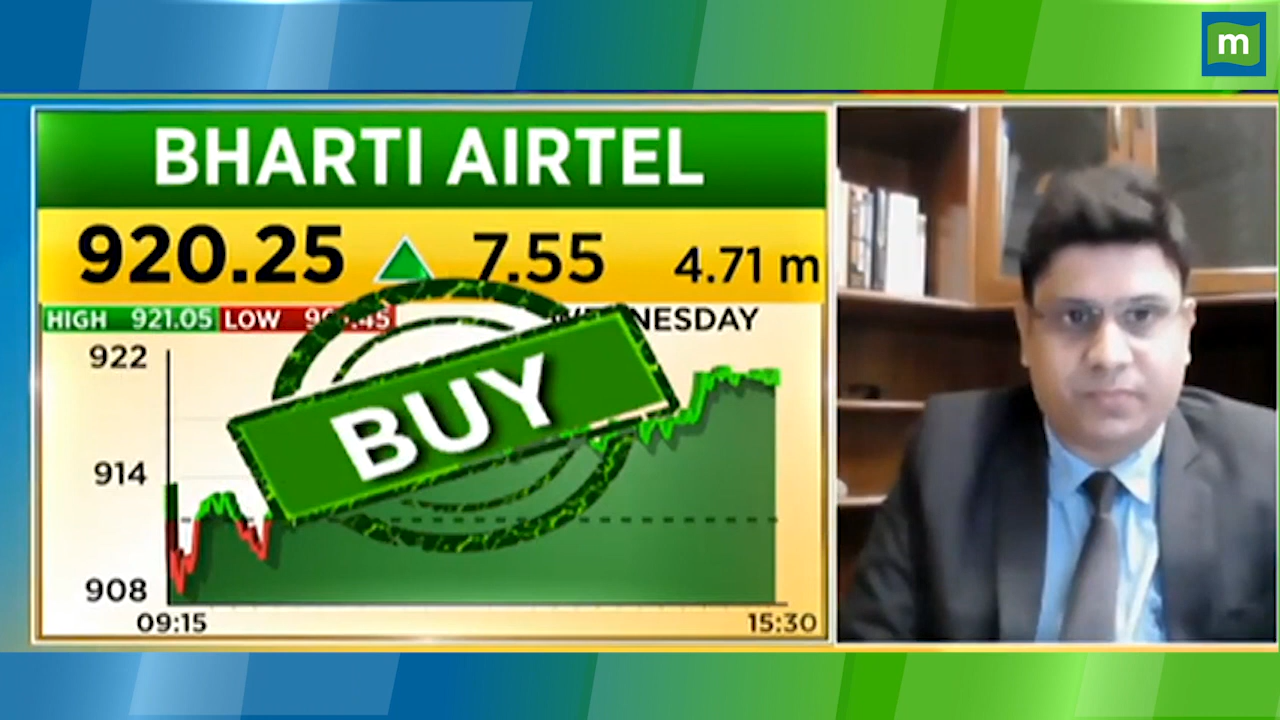 m
BHARTI AIRTEL
920.25 ▲ 7.55 4.71 m
HIGH 921.05 LOW
922
BUY
914
908
09:15 15:30